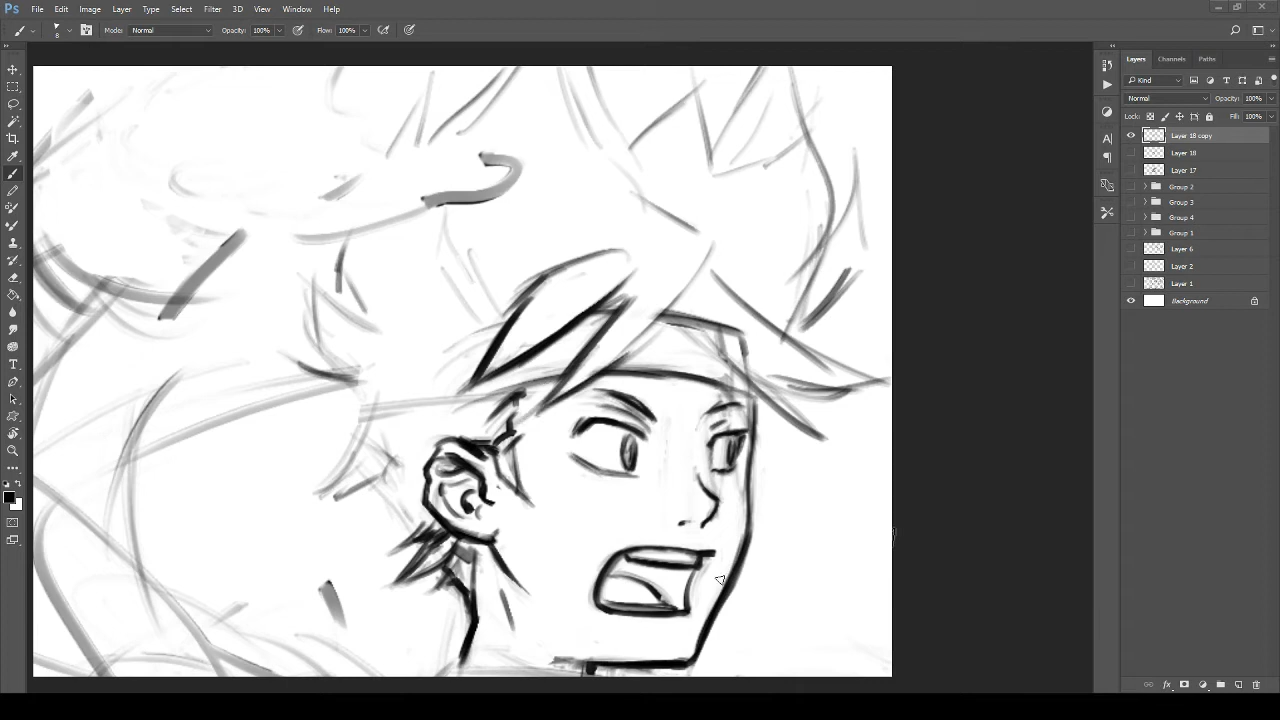 Ps File Edit Image Layer Type Select Filter 3D View Window Help
8 Mode: Normal Opacity: 100% Flow: 100%
Layers Channels Paths
Kind
Normal Opacity: 100%
Lock: Fill: 100%
Layer 18 copy
Layer 18
Layer 17
Group 2
Group 3
Group 4
Group 1
Layer 6
Layer 2
Layer 1
Background